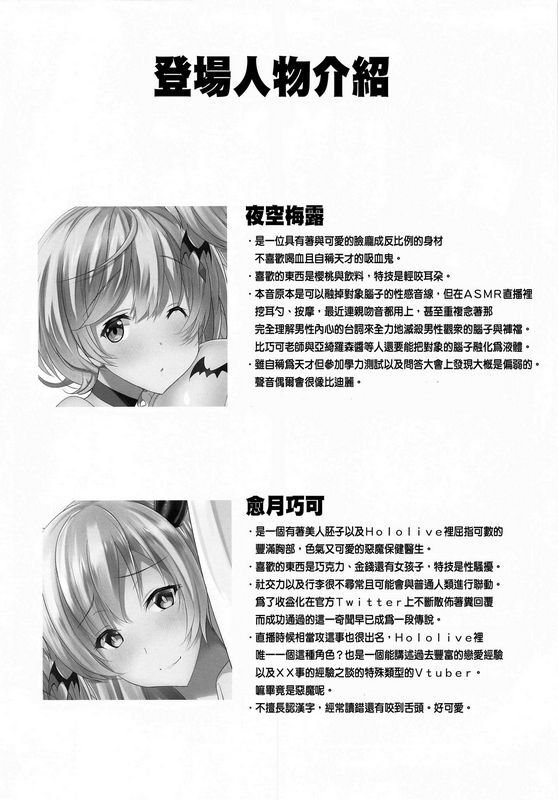 登場人物介紹
夜空梅露
・是一位具有著與可愛的臉龐成反比例的身材
不喜歡喝血且自稱天才的吸血鬼。
・喜歡的東西是櫻桃與飲料，特技是輕咬耳朵。
・本音原本是可以融掉對象腦子的性感音線，但在ASMR直播裡
挖耳勺、按摩，最近連親吻音都用上，甚至重複念著那
完全理解男性內心的台詞來全力地滅殺男性觀衆的腦子與褲襠。
比巧可老師與亞綺羅森醬等人還要能把對象的腦子融化爲液體。
・雖自稱爲天才但參加學力測試以及問答大會上發現大概是偏弱的。
聲音偶爾會很像比迪麗。
愈月巧可
・是一個有著美人胚子以及Hololive裡屈指可數的
豐滿胸部，色氣又可愛的惡魔保健醫生。
・喜歡的東西是巧克力、金錢還有女孩子，特技是性騷擾。
・社交力以及行李很不尋常且可能會與普通人類進行聯動。
爲了收益化在官方Twitter上不斷散佈著糞回覆
而成功通過的這一奇聞早已成爲一段傳說。
・直播時候相當攻這事也很出名，Hololive裡
唯一一個這種角色？也是一個能講述過去豐富的戀愛經驗
以及XX事的經驗之談的特殊類型的Vtuber。
嘛畢竟是惡魔呢。
・不擅長認漢字，經常讀錯還有咬到舌頭。好可愛。